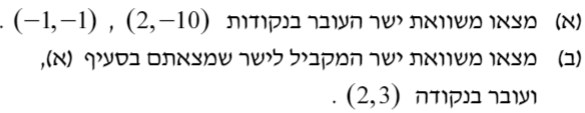 (א) מצאו משוואת ישר העובר בנקודות (2,−10) , (−1,−1) .
(ב) מצאו משוואת ישר המקביל לישר שמצאתם בסעיף (א),
ועובר בנקודה (2,3) .